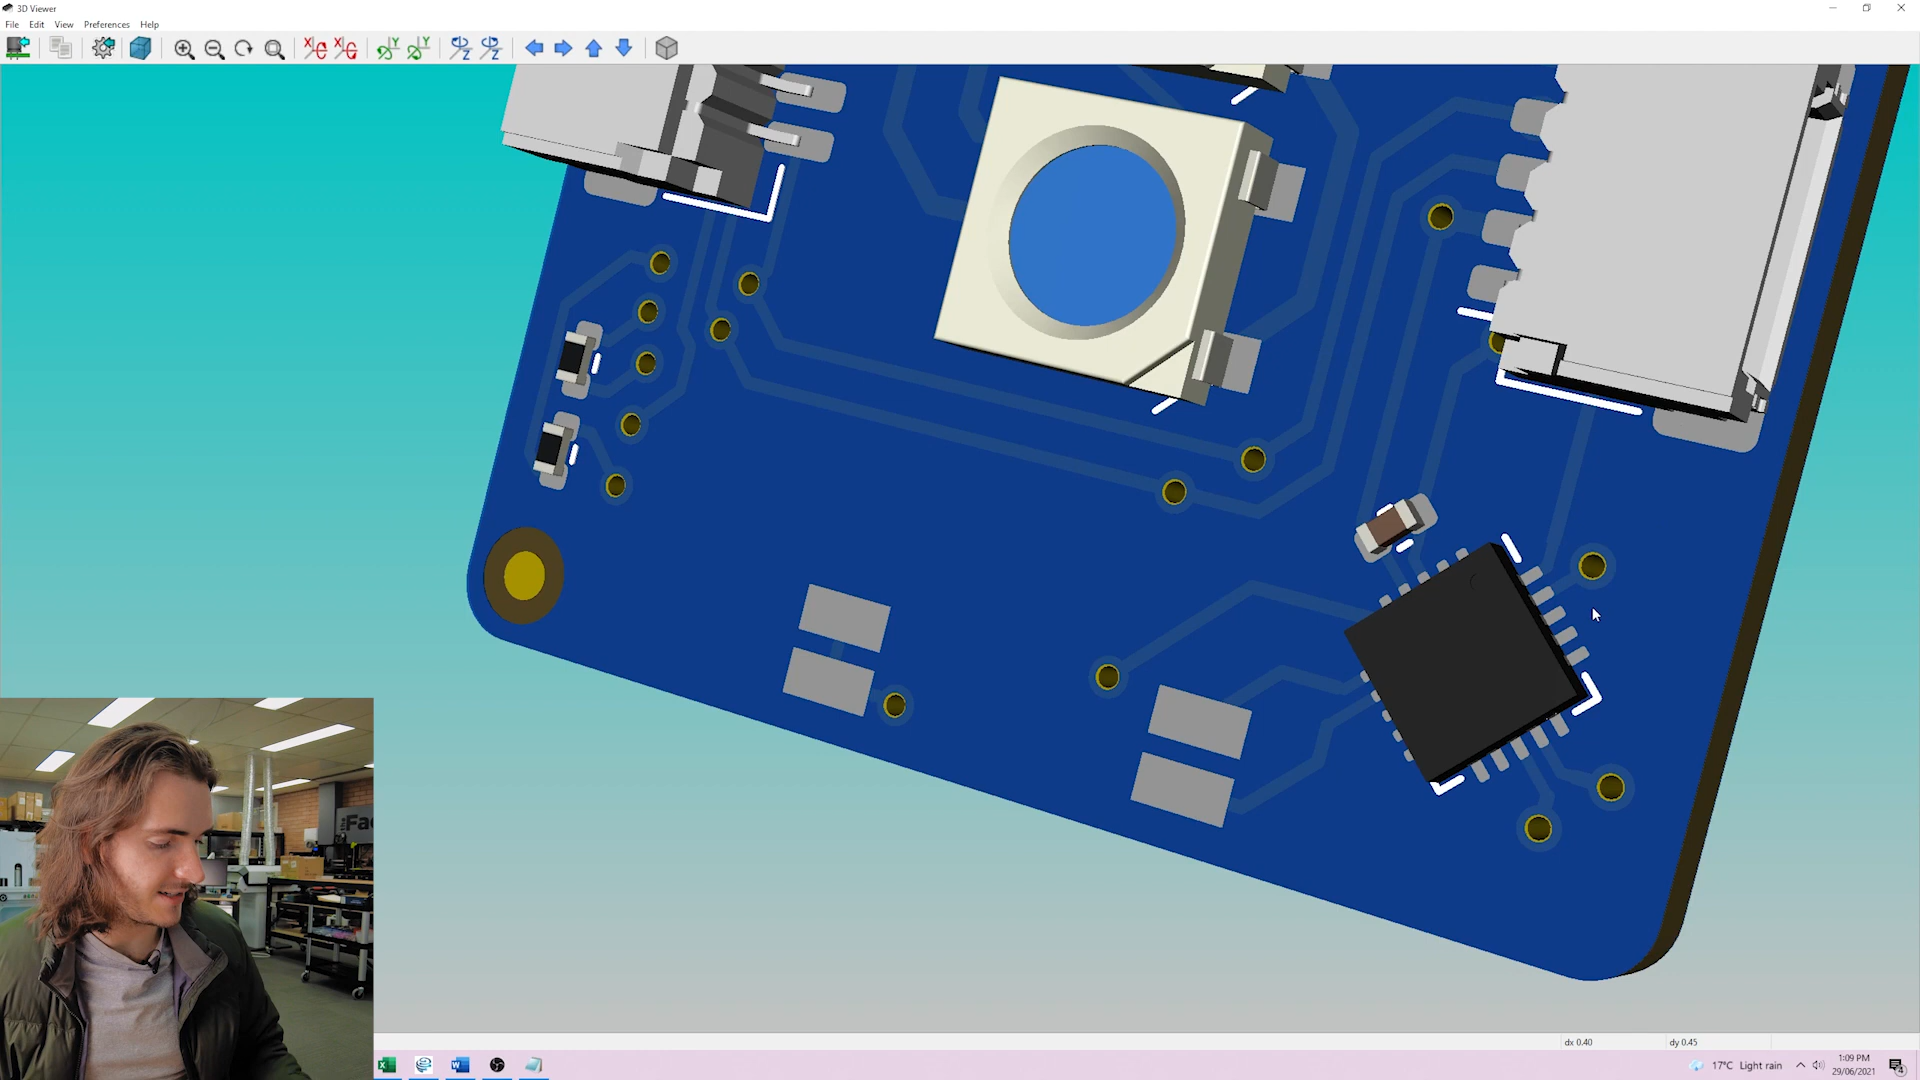 3D Viewer
File Edit View Preferences Help
dx 0.40 dy 0.45
17°C Light rain
1:09 PM
29/06/2021